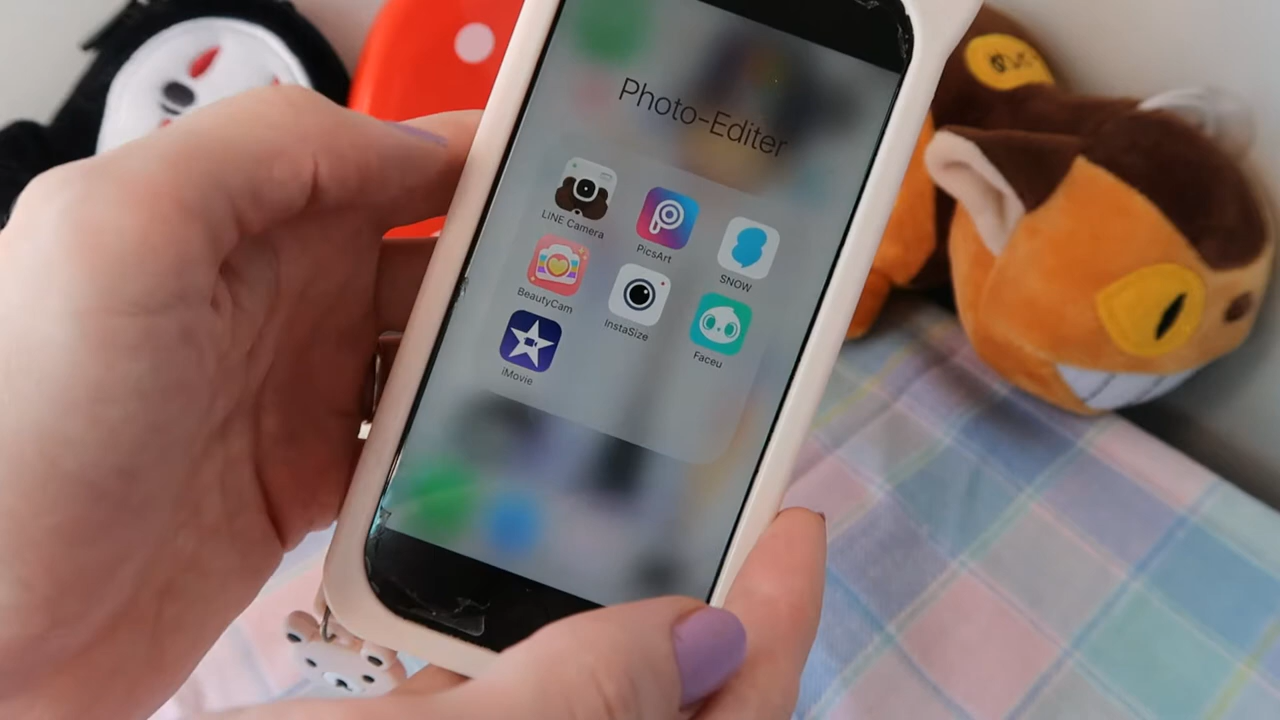 Photo-Editer
LINE Camera
PicsArt
SNOW
BeautyCam
InstaSize
Faceu
iMovie